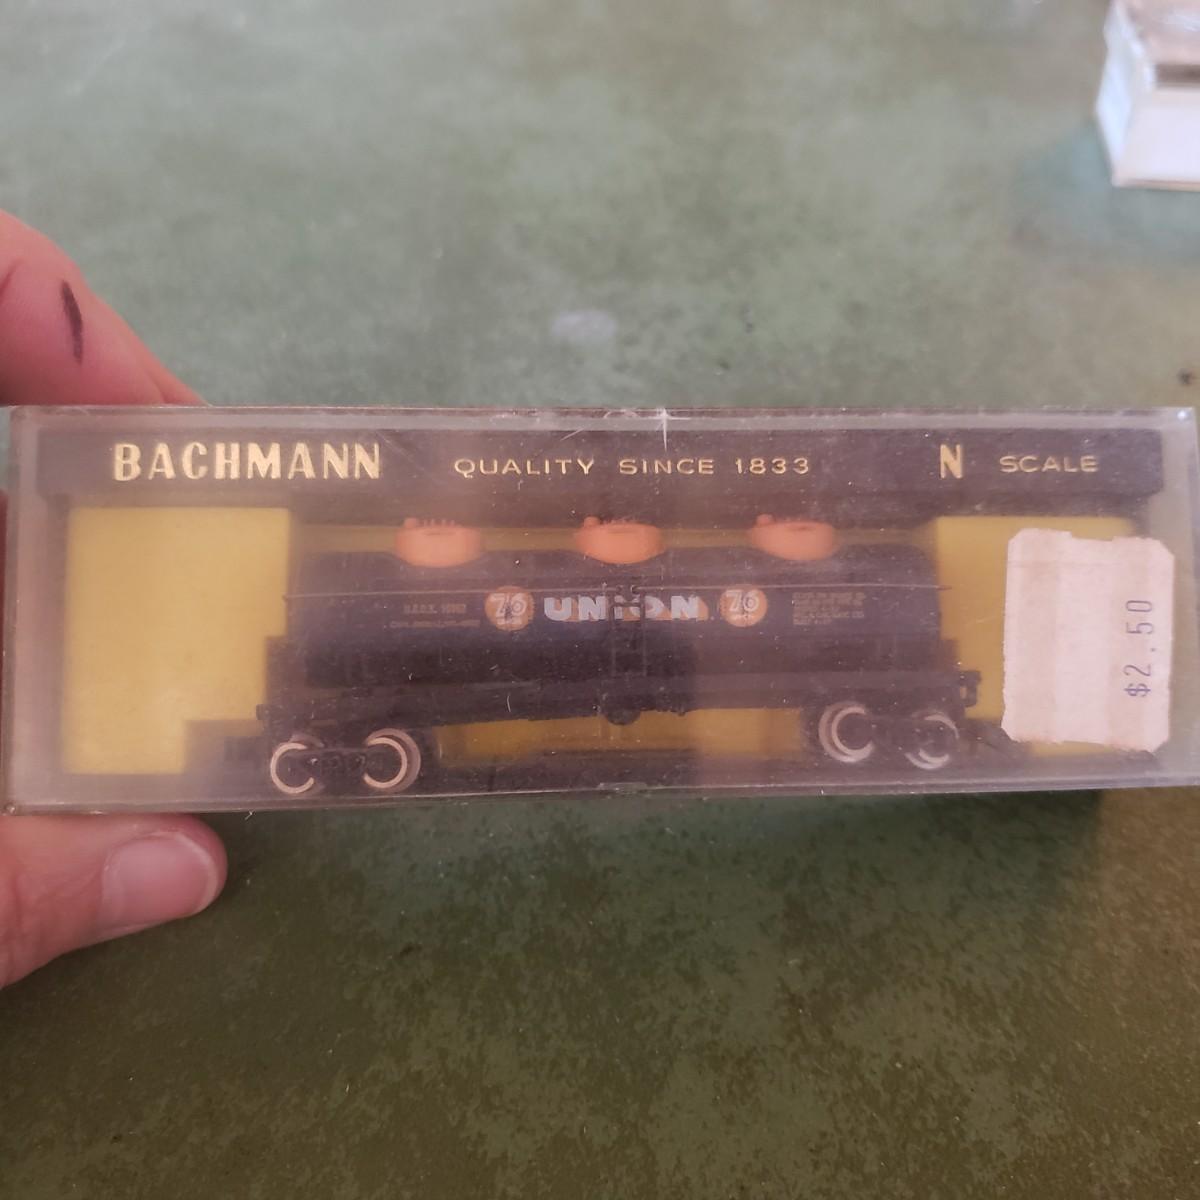 BACHMANN QUALITY SINCE 1833 N SCALE
76 UNION 76
$2.50